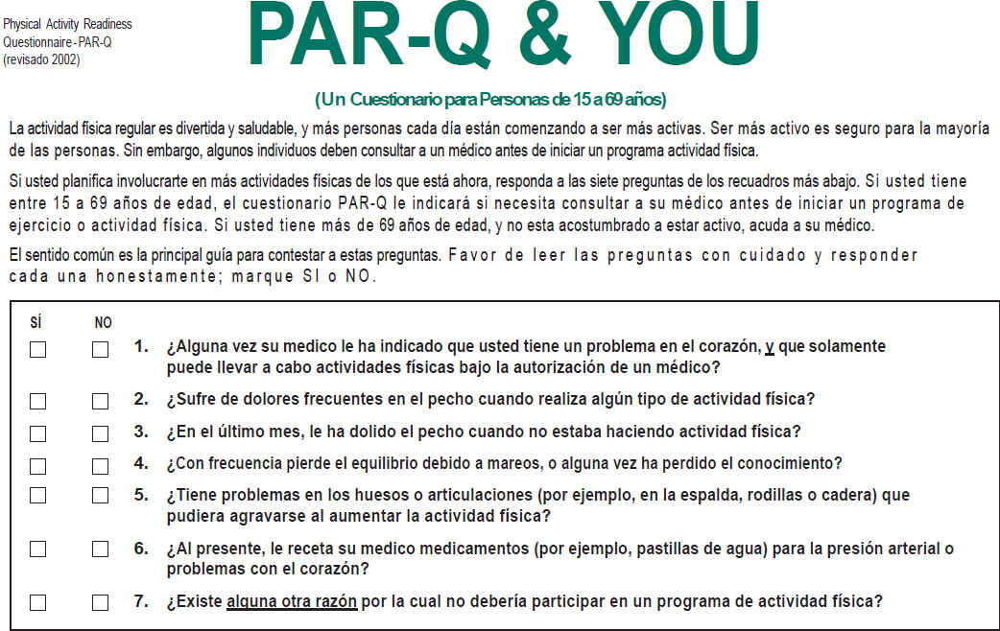 Physical Activity Readiness
Questionnaire - PAR-Q
(revisado 2002)
PAR-Q & YOU
(Un Cuestionario para Personas de 15 a 69 años)
La actividad física regular es divertida y saludable, y más personas cada día están comenzando a ser más activas. Ser más activo es seguro para la mayoría
de las personas. Sin embargo, algunos individuos deben consultar a un médico antes de iniciar un programa actividad física.
Si usted planifica involucrarte en más actividades físicas de los que está ahora, responda a las siete preguntas de los recuadros más abajo. Si usted tiene
entre 15 a 69 años de edad, el cuestionario PAR-Q le indicará si necesita consultar a su médico antes de iniciar un programa de
ejercicio o actividad física. Si usted tiene más de 69 años de edad, y no esta acostumbrado a estar activo, acuda a su médico.
El sentido común es la principal guía para contestar a estas preguntas. Favor de leer las preguntas con cuidado y responder
cada una honestamente; marque SI o NO.
SÍ NO
1. ¿Alguna vez su medico le ha indicado que usted tiene un problema en el corazón, y que solamente
puede llevar a cabo actividades físicas bajo la autorización de un médico?
2. ¿Sufre de dolores frecuentes en el pecho cuando realiza algún tipo de actividad física?
3. ¿En el último mes, le ha dolido el pecho cuando no estaba haciendo actividad física?
4. ¿Con frecuencia pierde el equilibrio debido a mareos, o alguna vez ha perdido el conocimiento?
5. ¿Tiene problemas en los huesos o articulaciones (por ejemplo, en la espalda, rodillas o cadera) que
pudiera agravarse al aumentar la actividad física?
6. ¿Al presente, le receta su medico medicamentos (por ejemplo, pastillas de agua) para la presión arterial o
problemas con el corazón?
7. ¿Existe alguna otra razón por la cual no debería participar en un programa de actividad física?